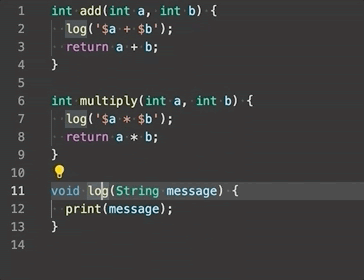 1 int add(int a, int b) {
2   log('$a + $b');
3   return a + b;
4 }
5
6 int multiply(int a, int b) {
7   log('$a * $b');
8   return a * b;
9 }
10
11 void log(String message) {
12   print(message);
13 }